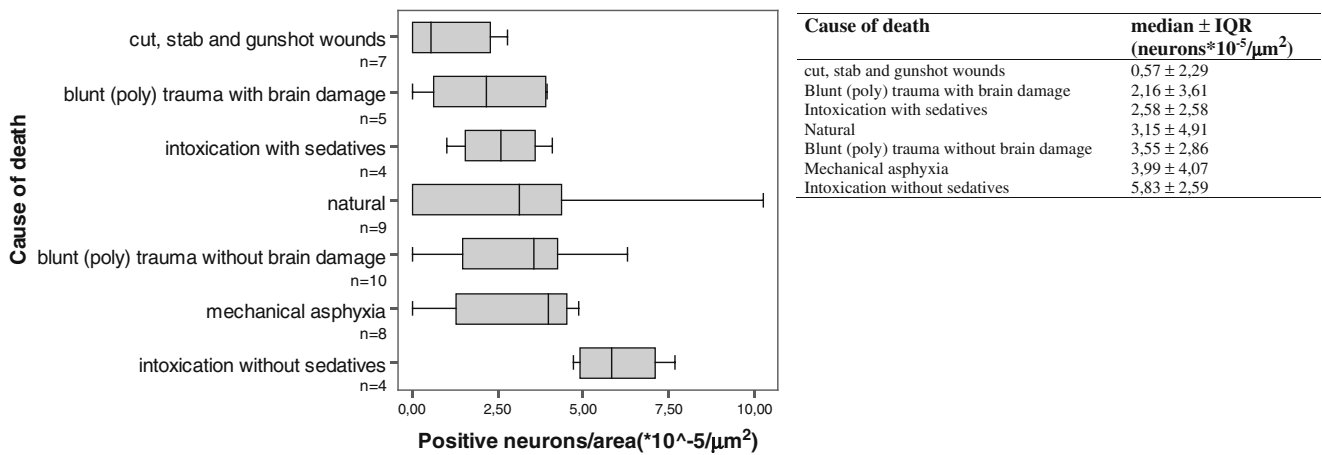 cut, stab and gunshot wounds
n=7
blunt (poly) trauma with brain damage
n=5
intoxication with sedatives
n=4
natural
n=9
blunt (poly) trauma without brain damage
n=10
mechanical asphyxia
n=8
intoxication without sedatives
n=4
Cause of death
0,00 2,50 5,00 7,50 10,00
Positive neurons/area(*10^-5/µm²)
Cause of death median ± IQR
(neurons*10⁻⁵/µm²)
cut, stab and gunshot wounds 0,57 ± 2,29
Blunt (poly) trauma with brain damage 2,16 ± 3,61
Intoxication with sedatives 2,58 ± 2,58
Natural 3,15 ± 4,91
Blunt (poly) trauma without brain damage 3,55 ± 2,86
Mechanical asphyxia 3,99 ± 4,07
Intoxication without sedatives 5,83 ± 2,59